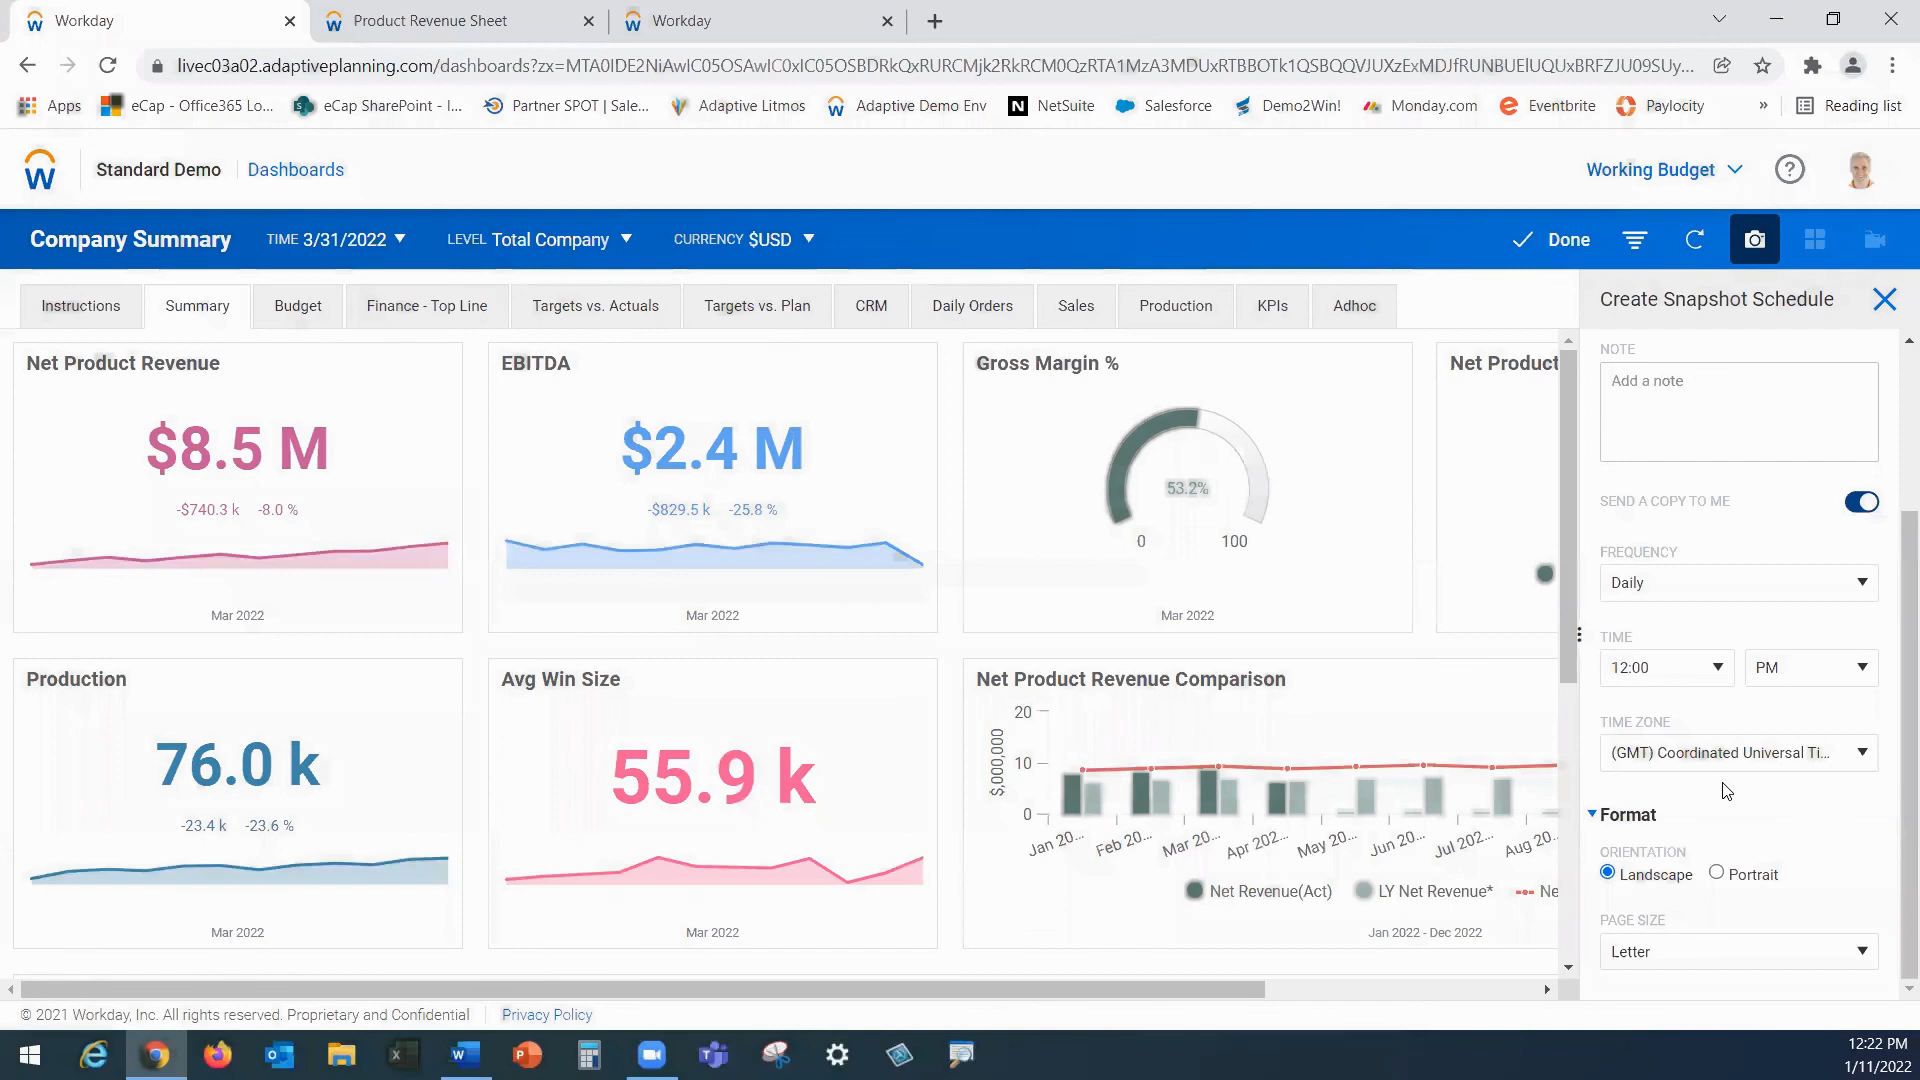 Workday
Product Revenue Sheet
Workday
livec03a02.adaptiveplanning.com/dashboards?zx=
Apps
eCap - Office365 Lo...
eCap SharePoint - I...
Partner SPOT | Sale...
Adaptive Litmos
Adaptive Demo Env
NetSuite
Salesforce
Demo2Win!
Monday.com
Eventbrite
Paylocity
»
Reading list
Standard Demo
Dashboards
Working Budget
Company Summary
TIME 3/31/2022
LEVEL Total Company
CURRENCY $USD
Done
Instructions
Summary
Budget
Finance - Top Line
Targets vs. Actuals
Targets vs. Plan
CRM
Daily Orders
Sales
Production
KPIs
Adhoc
Net Product Revenue
$8.5 M
-$740.3 k -8.0 %
Mar 2022
EBITDA
$2.4 M
-$829.5 k -25.8 %
Mar 2022
Gross Margin %
53.2%
0 100
Mar 2022
Net Product
Production
76.0 k
-23.4 k -23.6 %
Mar 2022
Avg Win Size
55.9 k
Mar 2022
Net Product Revenue Comparison
$,000,000
20
10
0
Jan 20...
Feb 20...
Mar 20...
Apr 202...
May 20...
Jun 20...
Jul 202...
Aug 20...
Net Revenue(Act)
LY Net Revenue*
Ne
Jan 2022 - Dec 2022
Create Snapshot Schedule
NOTE
Add a note
SEND A COPY TO ME
FREQUENCY
Daily
TIME
12:00
PM
TIME ZONE
(GMT) Coordinated Universal Ti...
Format
ORIENTATION
Landscape
Portrait
PAGE SIZE
Letter
© 2021 Workday, Inc. All rights reserved. Proprietary and Confidential
Privacy Policy
12:22 PM
1/11/2022